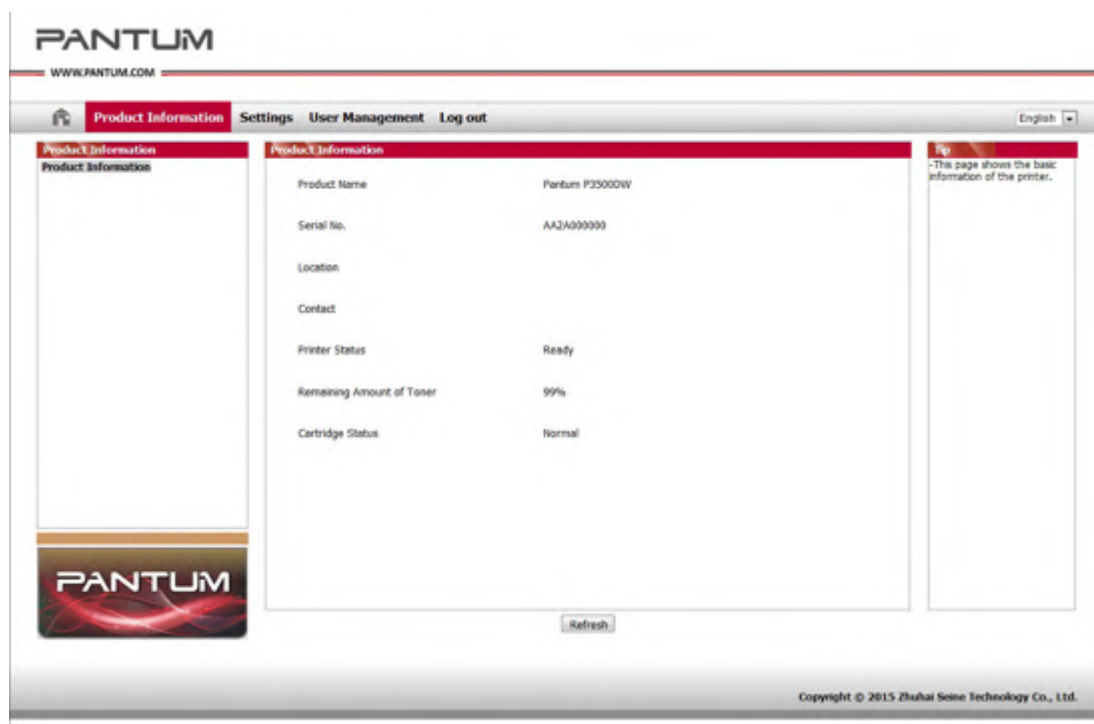 PANTUM
WWW.PANTUM.COM
Product Information Settings User Management Log out English
Product Information
Product Information
Product Information
Product Name Pantum P3500DW
Serial No. AA2A000000
Location
Contact
Printer Status Ready
Remaining Amount of Toner 99%
Cartridge Status Normal
Tip
-This page shows the basic
information of the printer.
PANTUM
Refresh
Copyright © 2015 Zhuhai Seine Technology Co., Ltd.